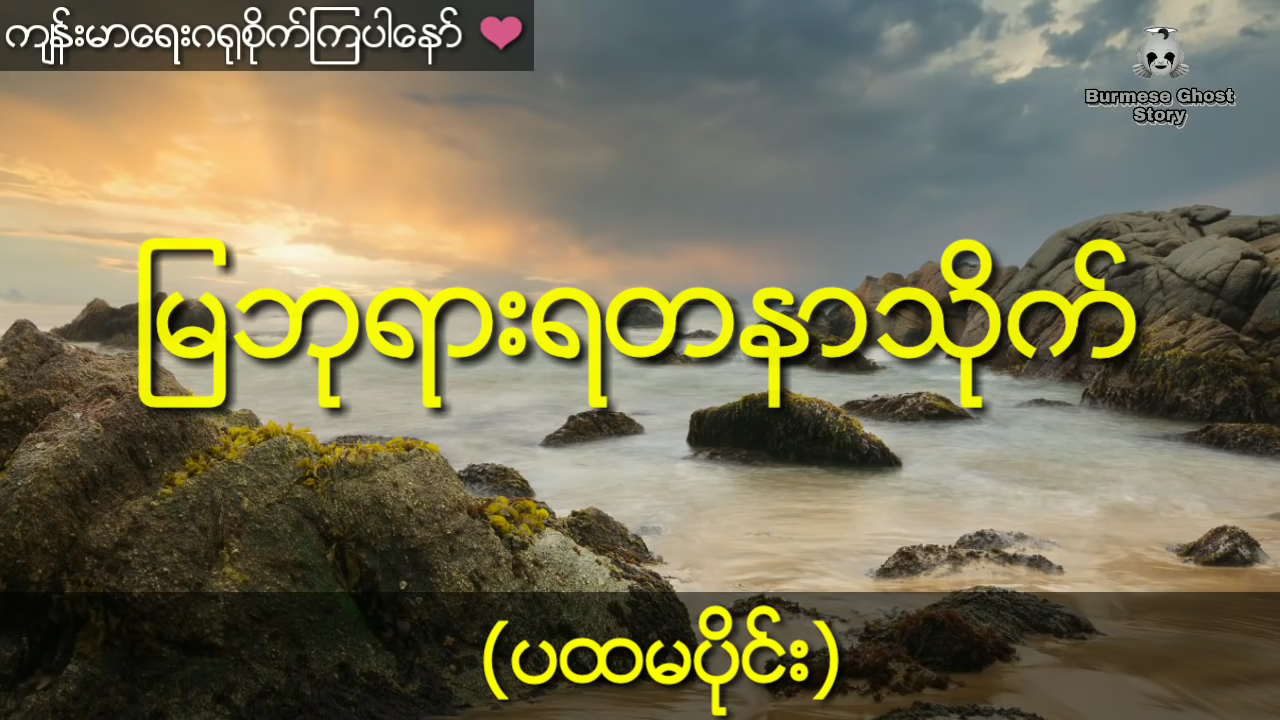 ကျန်းမာရေးဂရုစိုက်ကြပါနော် ❤
Burmese Ghost
Story
မြဘုရားရတနာသိုက်
(ပထမပိုင်း)